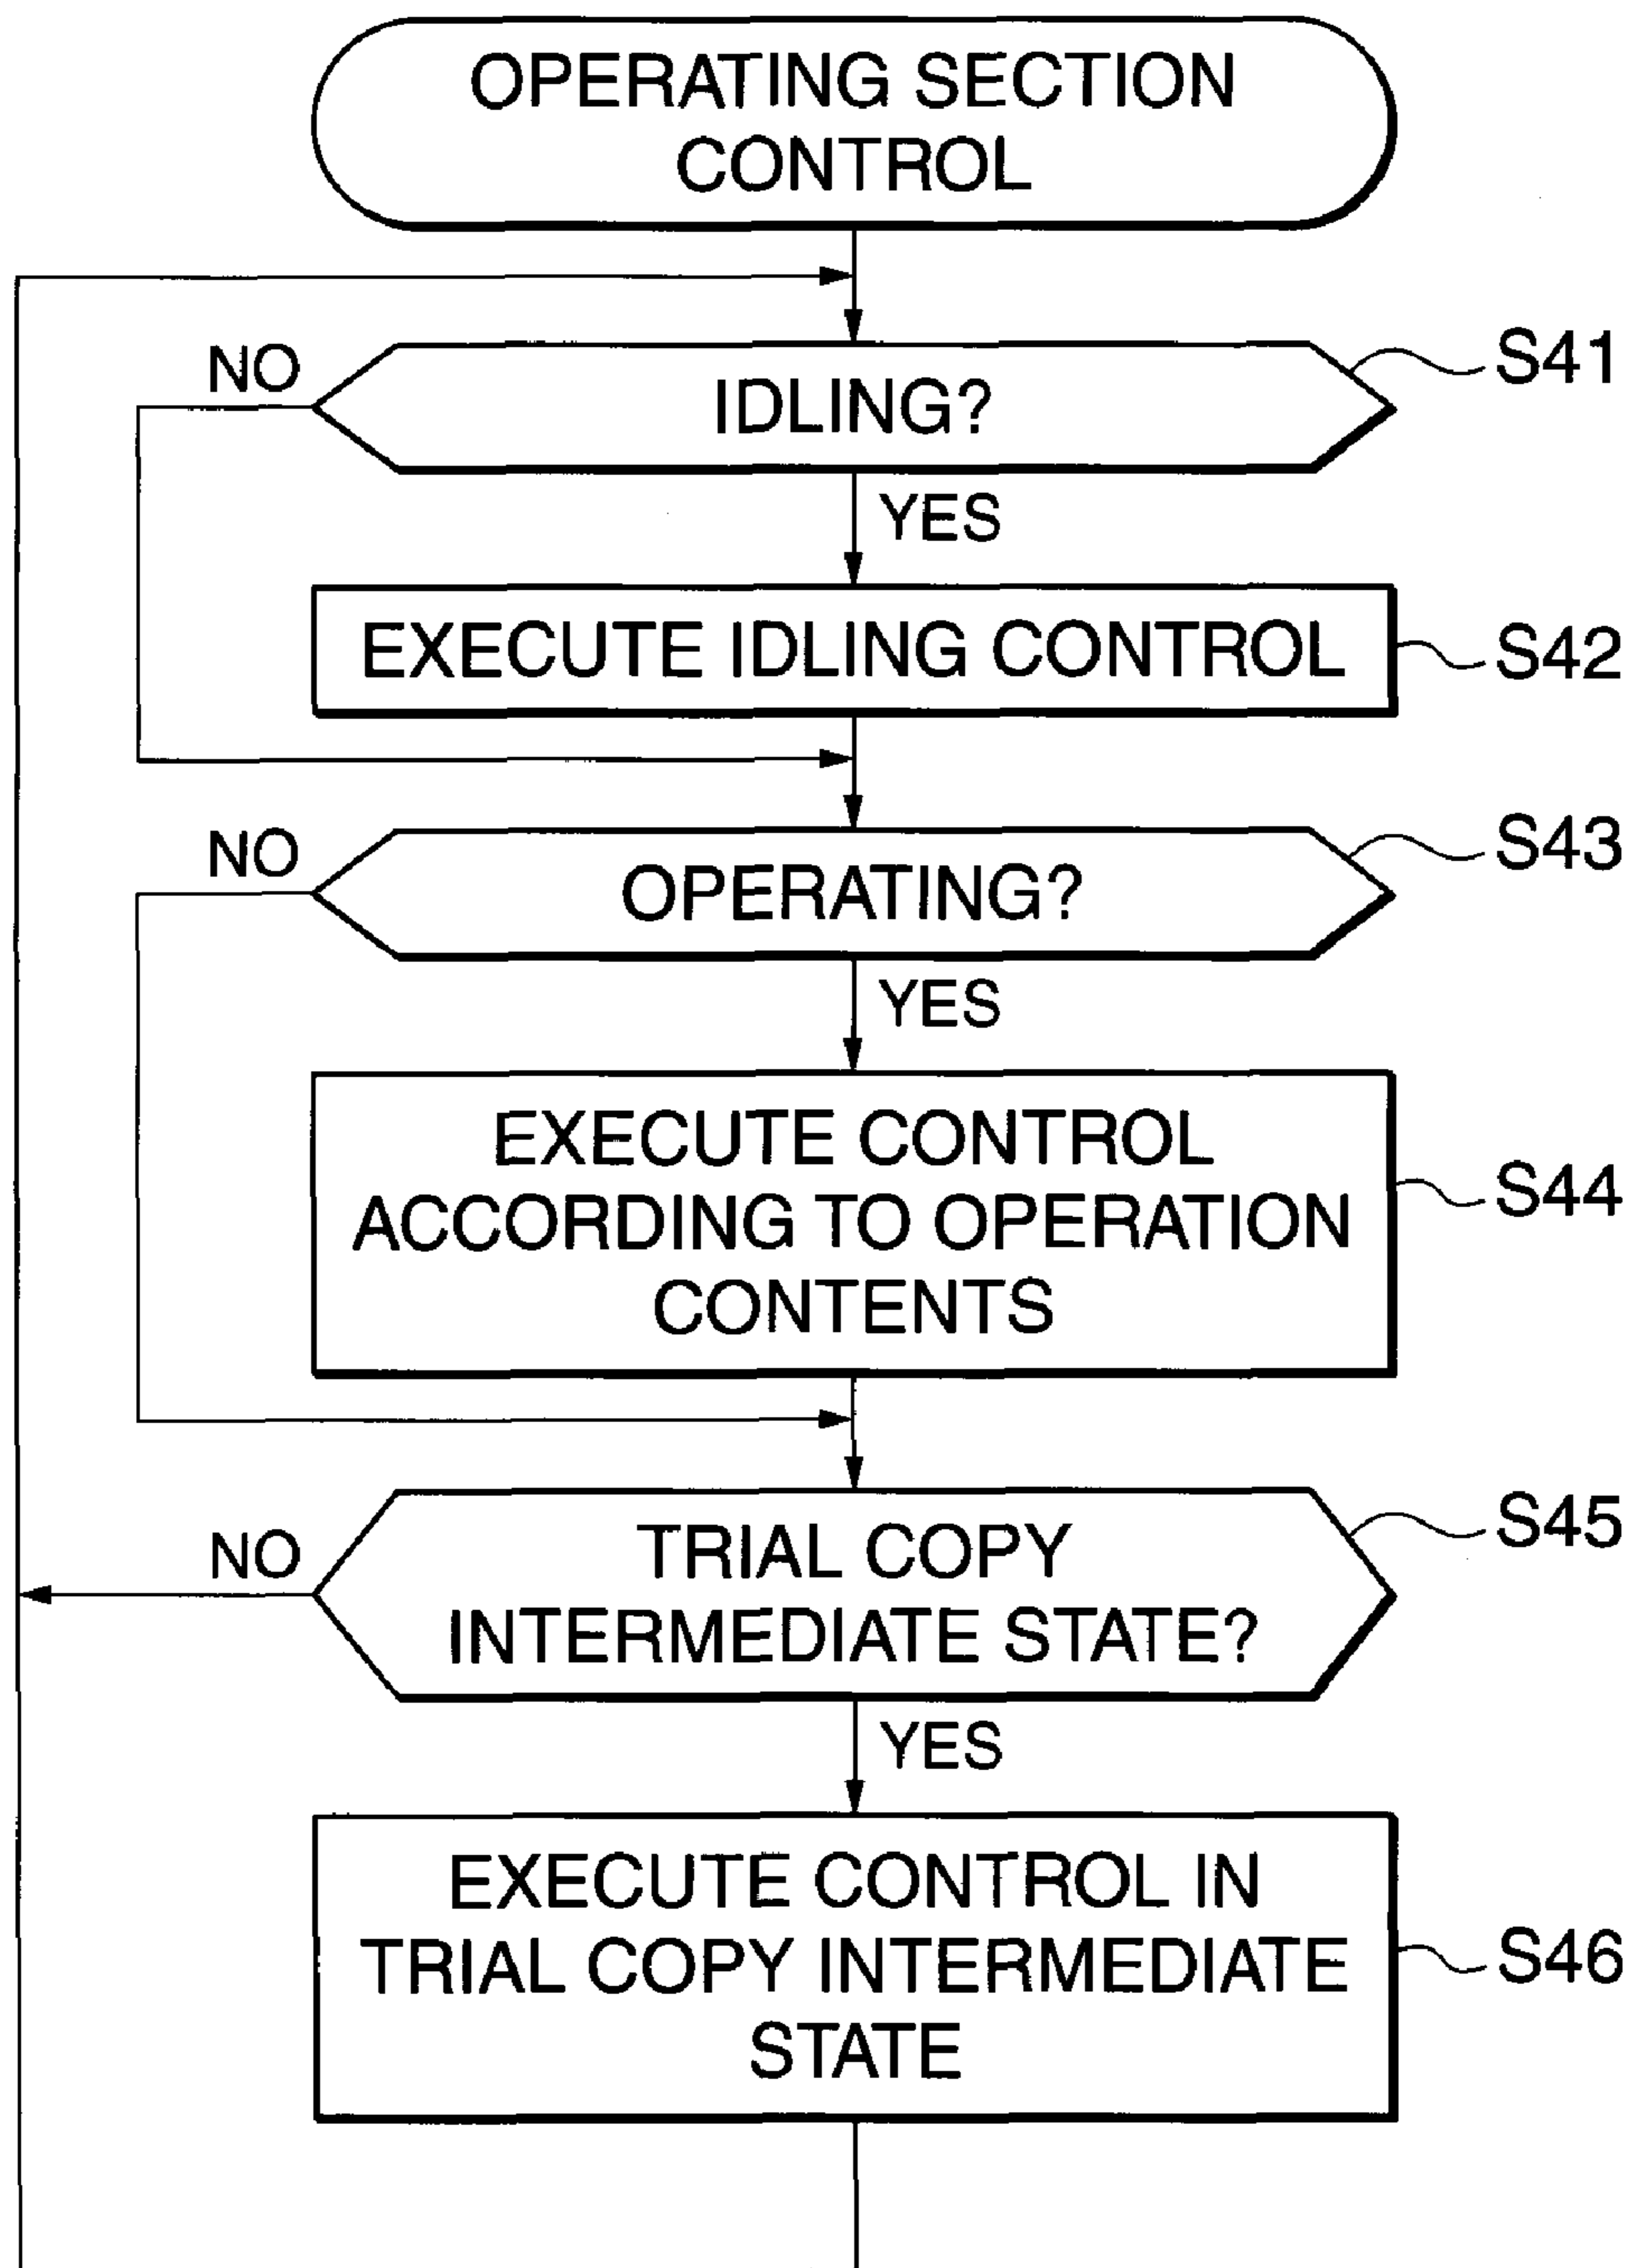 OPERATING SECTION
CONTROL
NO
IDLING?
S41
YES
EXECUTE IDLING CONTROL
S42
NO
OPERATING?
S43
YES
EXECUTE CONTROL
ACCORDING TO OPERATION
CONTENTS
S44
NO
TRIAL COPY
INTERMEDIATE STATE?
S45
YES
EXECUTE CONTROL IN
TRIAL COPY INTERMEDIATE
STATE
S46